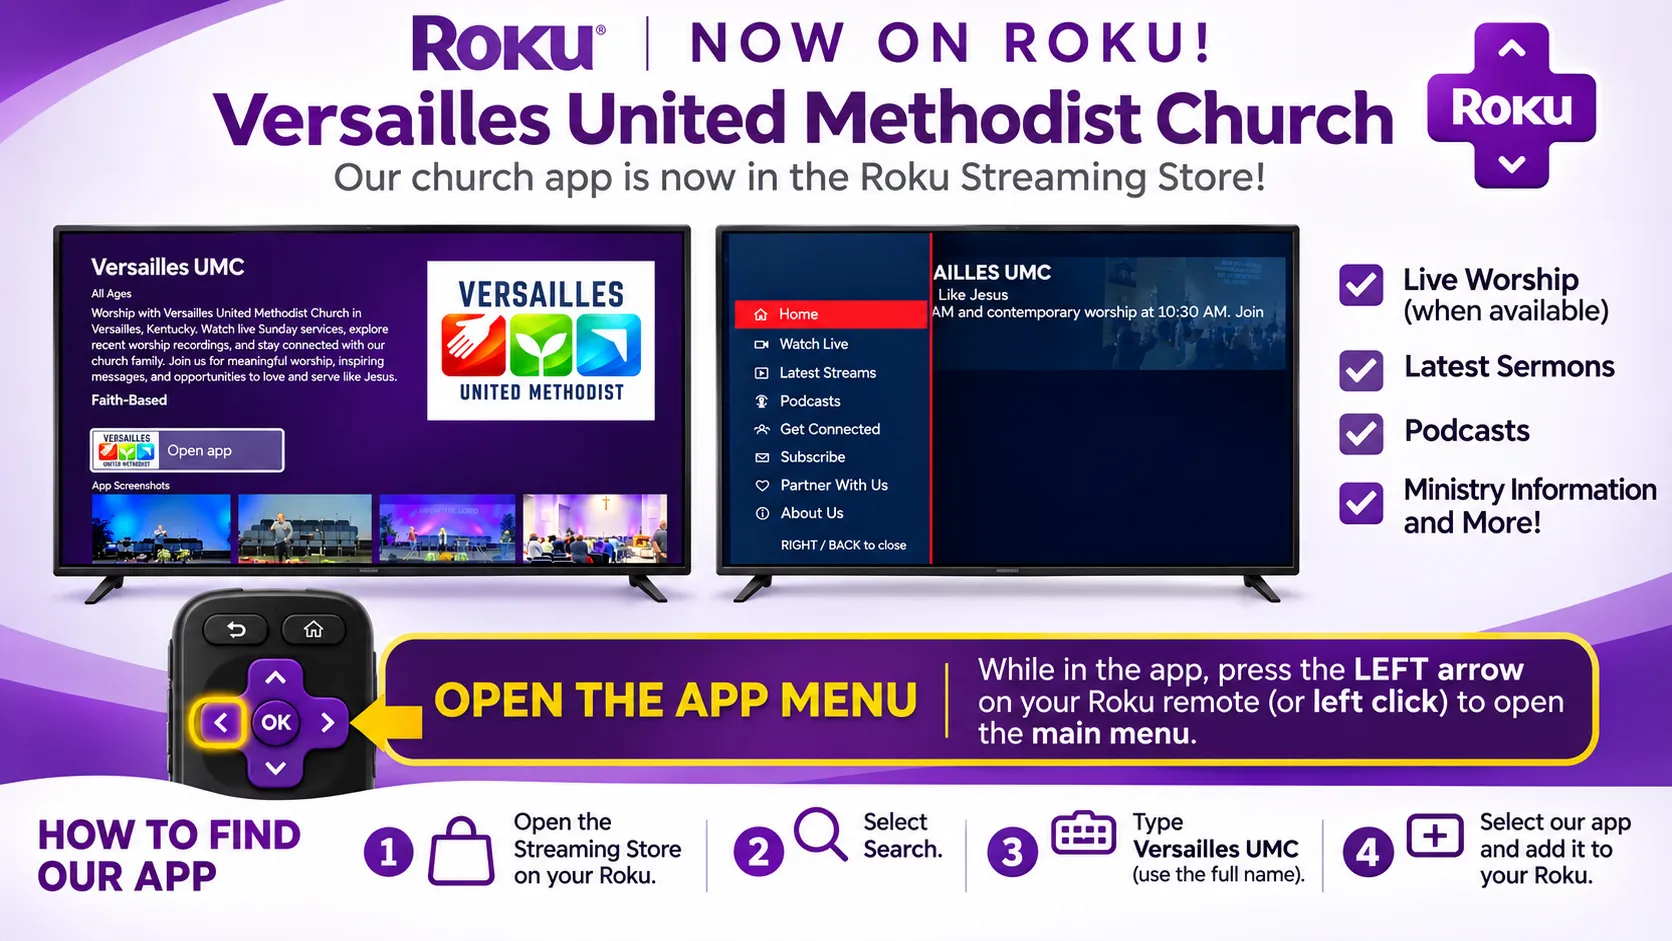 Roku® | NOW ON ROKU!
Versailles United Methodist Church
Our church app is now in the Roku Streaming Store!
Roku
Versailles UMC
All Ages
Worship with Versailles United Methodist Church in
Versailles, Kentucky. Watch live Sunday services, explore
recent worship recordings, and stay connected with our
church family. Join us for meaningful worship, inspiring
messages, and opportunities to love and serve like Jesus.
Faith-Based
VERSAILLES
UNITED METHODIST
VERSAILLES
UNITED METHODIST
Open app
App Screenshots
Home
Watch Live
Latest Streams
Podcasts
Get Connected
Subscribe
Partner With Us
About Us
RIGHT / BACK to close
AILLES UMC
Like Jesus
AM and contemporary worship at 10:30 AM. Join
Live Worship
(when available)
Latest Sermons
Podcasts
Ministry Information
and More!
OK
OPEN THE APP MENU
While in the app, press the LEFT arrow
on your Roku remote (or left click) to open
the main menu.
HOW TO FIND
OUR APP
1
Open the
Streaming Store
on your Roku.
2
Select
Search.
3
Type
Versailles UMC
(use the full name).
4
Select our app
and add it to
your Roku.